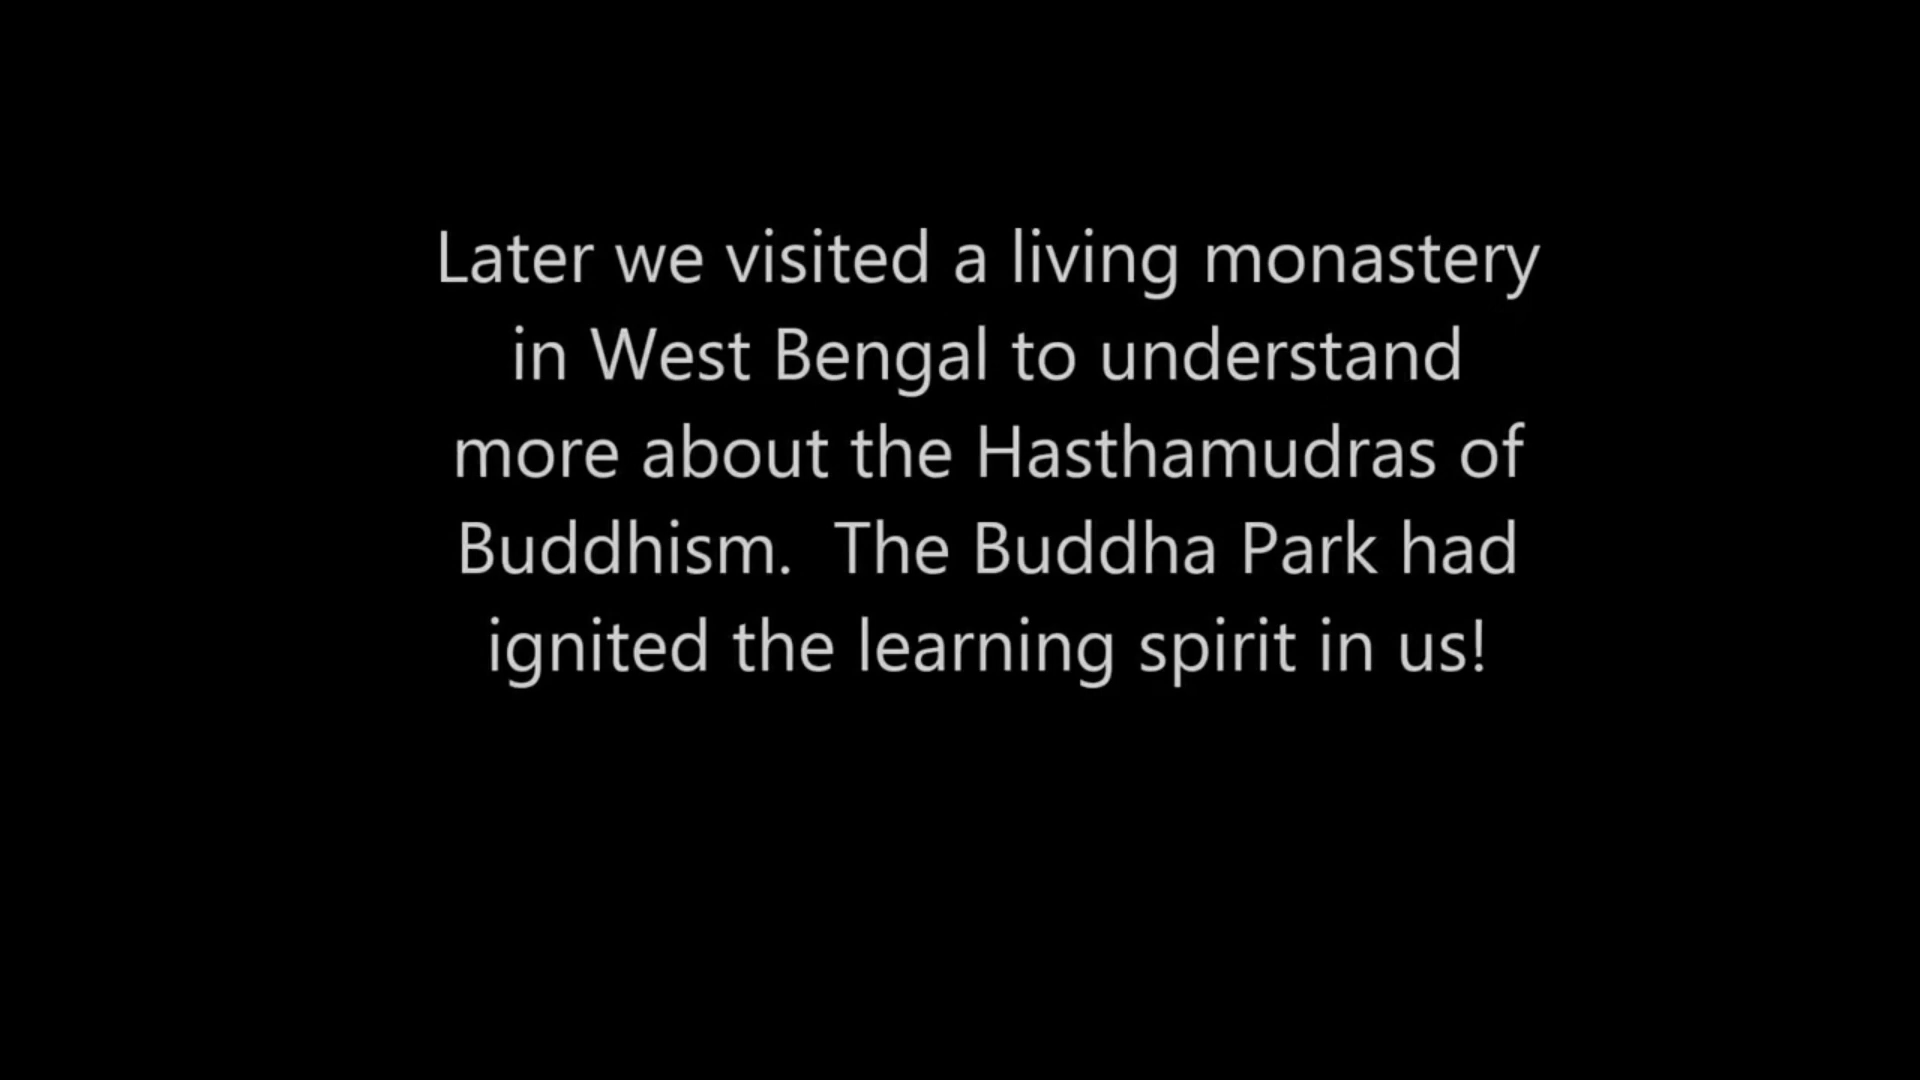 Later we visited a living monastery
in West Bengal to understand
more about the Hasthamudras of
Buddhism.  The Buddha Park had
ignited the learning spirit in us!